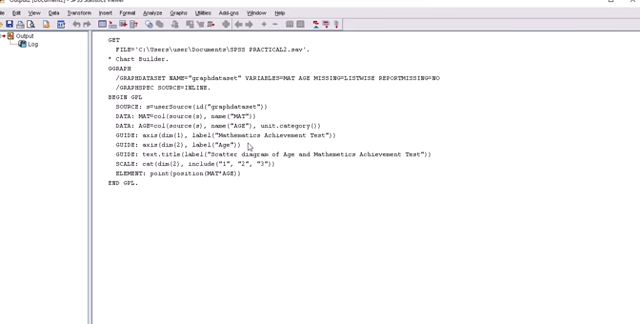 Output1 [Document1] - SPSS Statistics Viewer
File Edit View Data Transform Insert Format Analyze Graphs Utilities Add-ons Window Help
Output
Log
GET
FILE='C:\Users\user\Documents\SPSS PRACTICAL2.sav'.
* Chart Builder.
GGRAPH
/GRAPHDATASET NAME="graphdataset" VARIABLES=MAT AGE MISSING=LISTWISE REPORTMISSING=NO
/GRAPHSPEC SOURCE=INLINE.
BEGIN GPL
SOURCE: s=userSource(id("graphdataset"))
DATA: MAT=col(source(s), name("MAT"))
DATA: AGE=col(source(s), name("AGE"), unit.category())
GUIDE: axis(dim(1), label("Mathematics Achievement Test"))
GUIDE: axis(dim(2), label("Age"))
GUIDE: text.title(label("Scatter diagram of Age and Mathemetics Achievement Test"))
SCALE: cat(dim(2), include("1", "2", "3"))
ELEMENT: point(position(MAT*AGE))
END GPL.